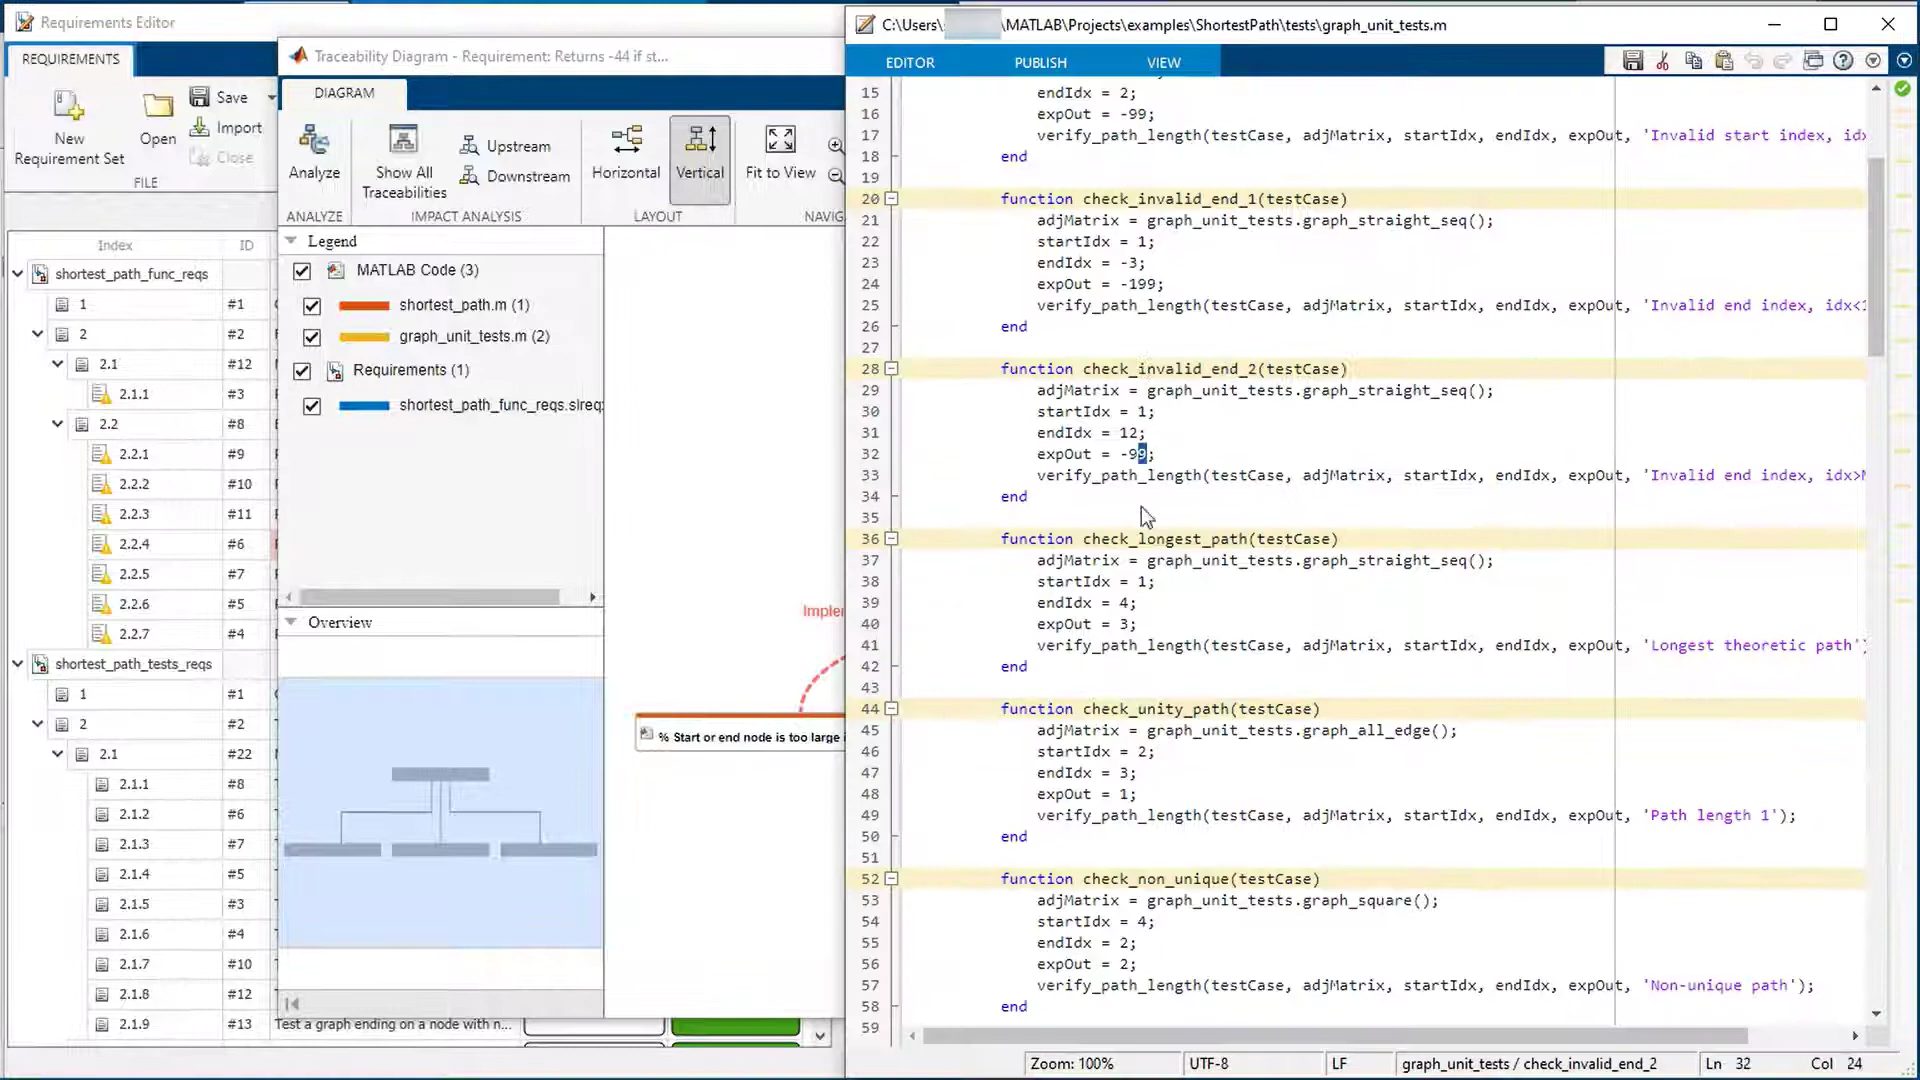 Requirements Editor
REQUIREMENTS
New
Requirement Set
Open
Save
Import
Close
FILE
Index
ID
shortest_path_func_reqs
1
#1
2
#2
2.1
#12
2.1.1
#3
2.2
#8
2.2.1
#9
2.2.2
#10
2.2.3
#11
2.2.4
#6
2.2.5
#7
2.2.6
#5
2.2.7
#4
shortest_path_tests_reqs
1
#1
2
#2
2.1
#22
2.1.1
#8
2.1.2
#6
2.1.3
#7
2.1.4
#5
2.1.5
#3
2.1.6
#4
2.1.7
#10
2.1.8
#12
2.1.9
#13
Test a graph ending on a node with n...
Traceability Diagram - Requirement: Returns -44 if st...
DIAGRAM
Analyze
ANALYZE
Show All
Traceabilities
Upstream
Downstream
IMPACT ANALYSIS
Horizontal
Vertical
LAYOUT
Fit to View
NAVIG
Legend
MATLAB Code (3)
shortest_path.m (1)
graph_unit_tests.m (2)
Requirements (1)
shortest_path_func_reqs.slreq
Overview
Implem
% Start or end node is too large
C:\Users\ \MATLAB\Projects\examples\ShortestPath\tests\graph_unit_tests.m
EDITOR
PUBLISH
VIEW
15 endIdx = 2;
16 expOut = -99;
17 verify_path_length(testCase, adjMatrix, startIdx, endIdx, expOut, 'Invalid start index, idx
18 end
19
20 function check_invalid_end_1(testCase)
21 adjMatrix = graph_unit_tests.graph_straight_seq();
22 startIdx = 1;
23 endIdx = -3;
24 expOut = -199;
25 verify_path_length(testCase, adjMatrix, startIdx, endIdx, expOut, 'Invalid end index, idx<1
26 end
27
28 function check_invalid_end_2(testCase)
29 adjMatrix = graph_unit_tests.graph_straight_seq();
30 startIdx = 1;
31 endIdx = 12;
32 expOut = -99;
33 verify_path_length(testCase, adjMatrix, startIdx, endIdx, expOut, 'Invalid end index, idx>N
34 end
35
36 function check_longest_path(testCase)
37 adjMatrix = graph_unit_tests.graph_straight_seq();
38 startIdx = 1;
39 endIdx = 4;
40 expOut = 3;
41 verify_path_length(testCase, adjMatrix, startIdx, endIdx, expOut, 'Longest theoretic path')
42 end
43
44 function check_unity_path(testCase)
45 adjMatrix = graph_unit_tests.graph_all_edge();
46 startIdx = 2;
47 endIdx = 3;
48 expOut = 1;
49 verify_path_length(testCase, adjMatrix, startIdx, endIdx, expOut, 'Path length 1');
50 end
51
52 function check_non_unique(testCase)
53 adjMatrix = graph_unit_tests.graph_square();
54 startIdx = 4;
55 endIdx = 2;
56 expOut = 2;
57 verify_path_length(testCase, adjMatrix, startIdx, endIdx, expOut, 'Non-unique path');
58 end
59
Zoom: 100%
UTF-8
LF
graph_unit_tests / check_invalid_end_2
Ln 32
Col 24